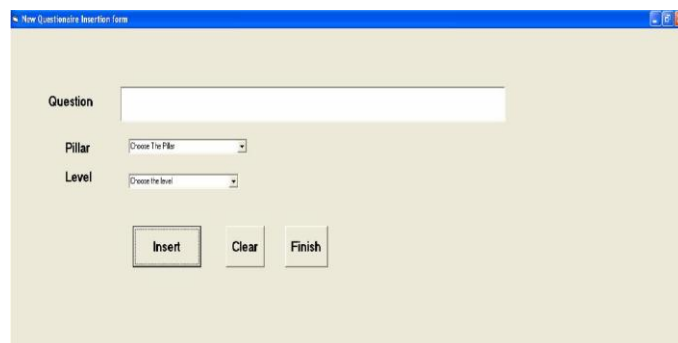 New Questionaire Insertion form
Question
Pillar Choose The Pillar
Level Choose the level
Insert Clear Finish